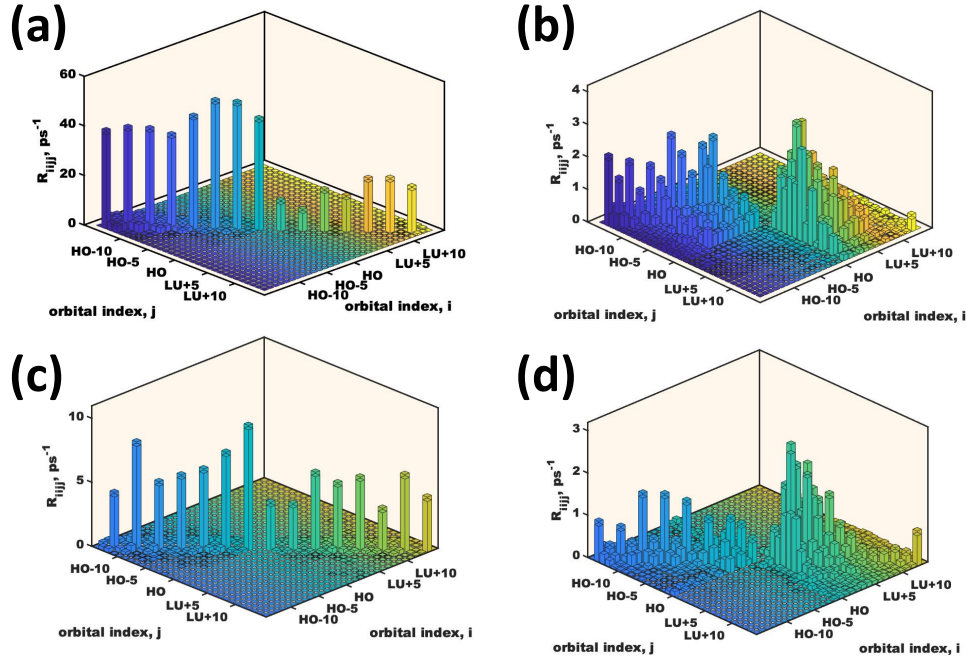 (a)
60
40
20
0
R_iijj, ps^-1
HO-10
HO-5
HO
LU+5
LU+10
orbital index, j
HO-10
HO-5
HO
LU+5
LU+10
orbital index, i
(b)
4
3
2
1
0
R_iijj, ps^-1
HO-10
HO-5
HO
LU+5
LU+10
orbital index, j
HO-10
HO-5
HO
LU+5
LU+10
orbital index, i
(c)
10
5
0
R_iijj, ps^-1
HO-10
HO-5
HO
LU+5
LU+10
orbital index, j
HO-10
HO-5
HO
LU+5
LU+10
orbital index, i
(d)
3
2
1
0
R_iijj, ps^-1
HO-10
HO-5
HO
LU+5
LU+10
orbital index, j
HO-10
HO-5
HO
LU+5
LU+10
orbital index, i